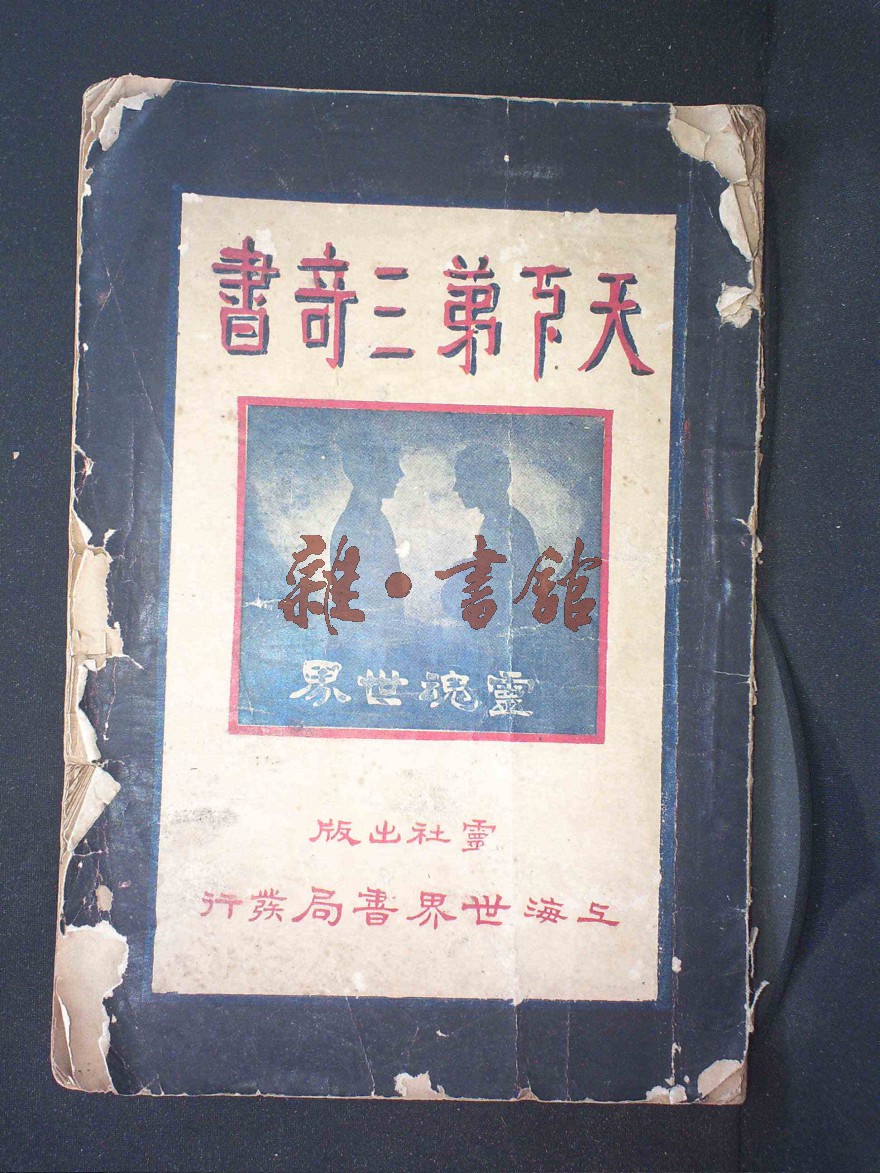 天下第三奇書
雜·書館
靈魂世界
靈社出版
上海世界書局發行